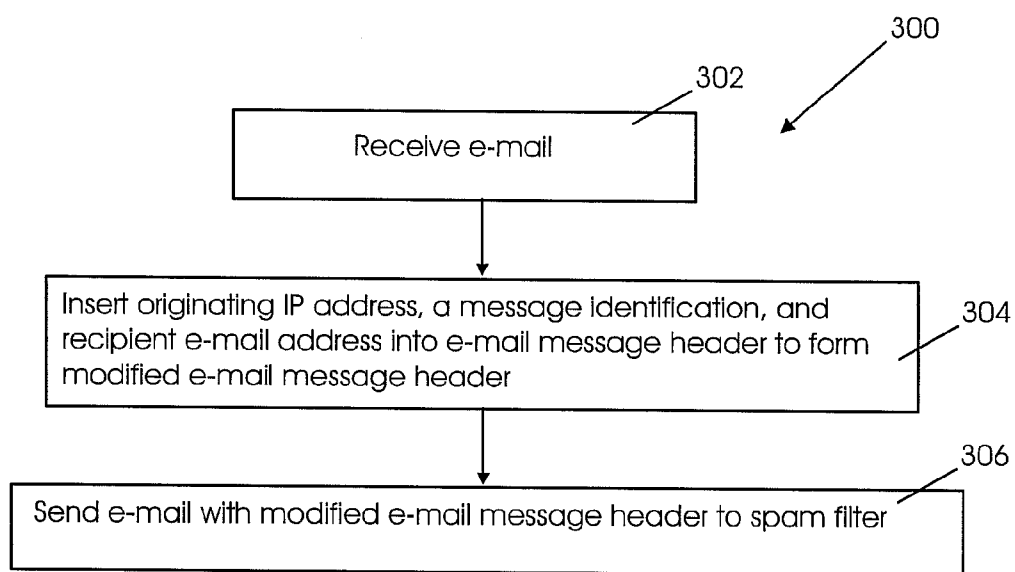 300
302
Receive e-mail
Insert originating IP address, a message identification, and
recipient e-mail address into e-mail message header to form
modified e-mail message header
304
306
Send e-mail with modified e-mail message header to spam filter